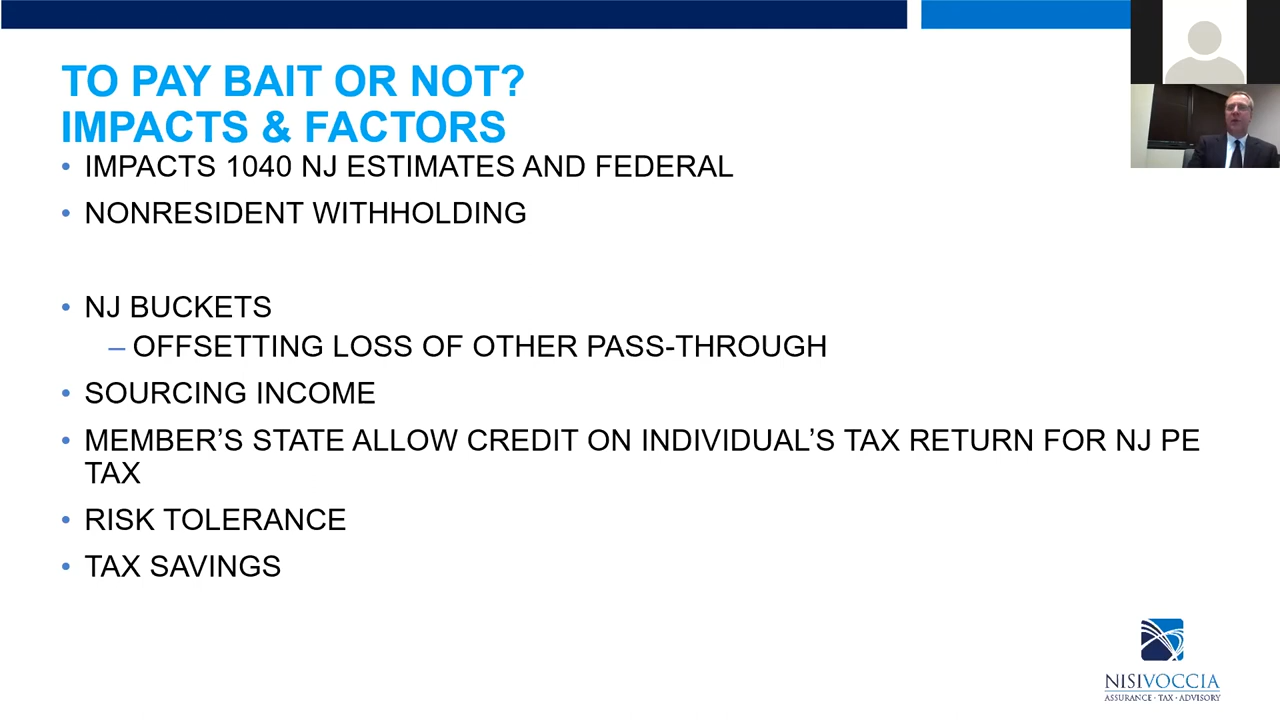 TO PAY BAIT OR NOT?
IMPACTS & FACTORS
• IMPACTS 1040 NJ ESTIMATES AND FEDERAL
• NONRESIDENT WITHHOLDING
• NJ BUCKETS
– OFFSETTING LOSS OF OTHER PASS-THROUGH
• SOURCING INCOME
• MEMBER’S STATE ALLOW CREDIT ON INDIVIDUAL’S TAX RETURN FOR NJ PE
TAX
• RISK TOLERANCE
• TAX SAVINGS
NISIVOCCIA
ASSURANCE · TAX · ADVISORY